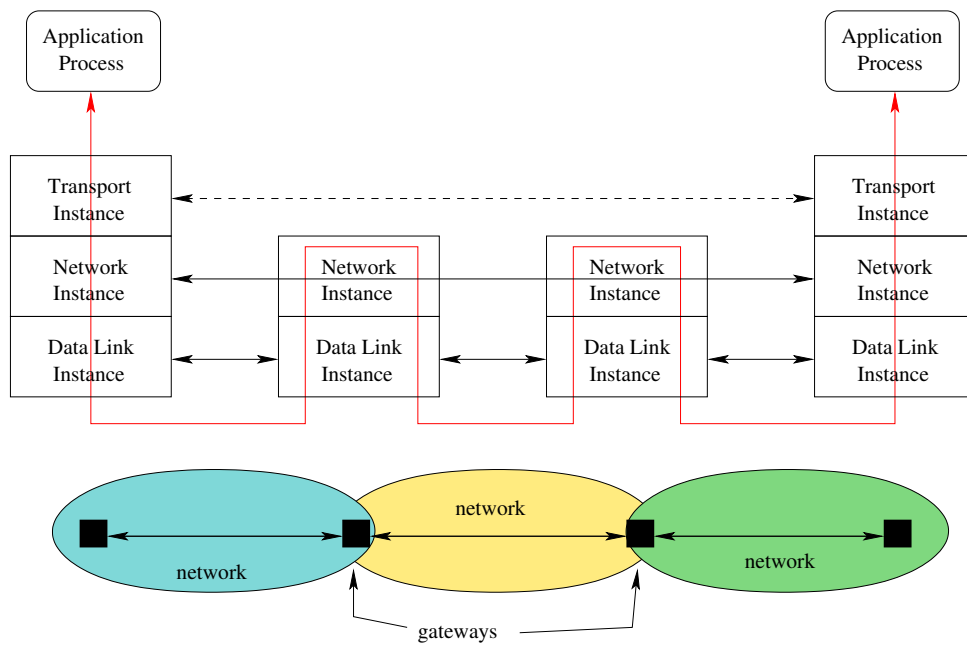 Application
Process
Application
Process
Transport
Instance
Transport
Instance
Network
Instance
Network
Instance
Network
Instance
Network
Instance
Data Link
Instance
Data Link
Instance
Data Link
Instance
Data Link
Instance
network
network
network
gateways